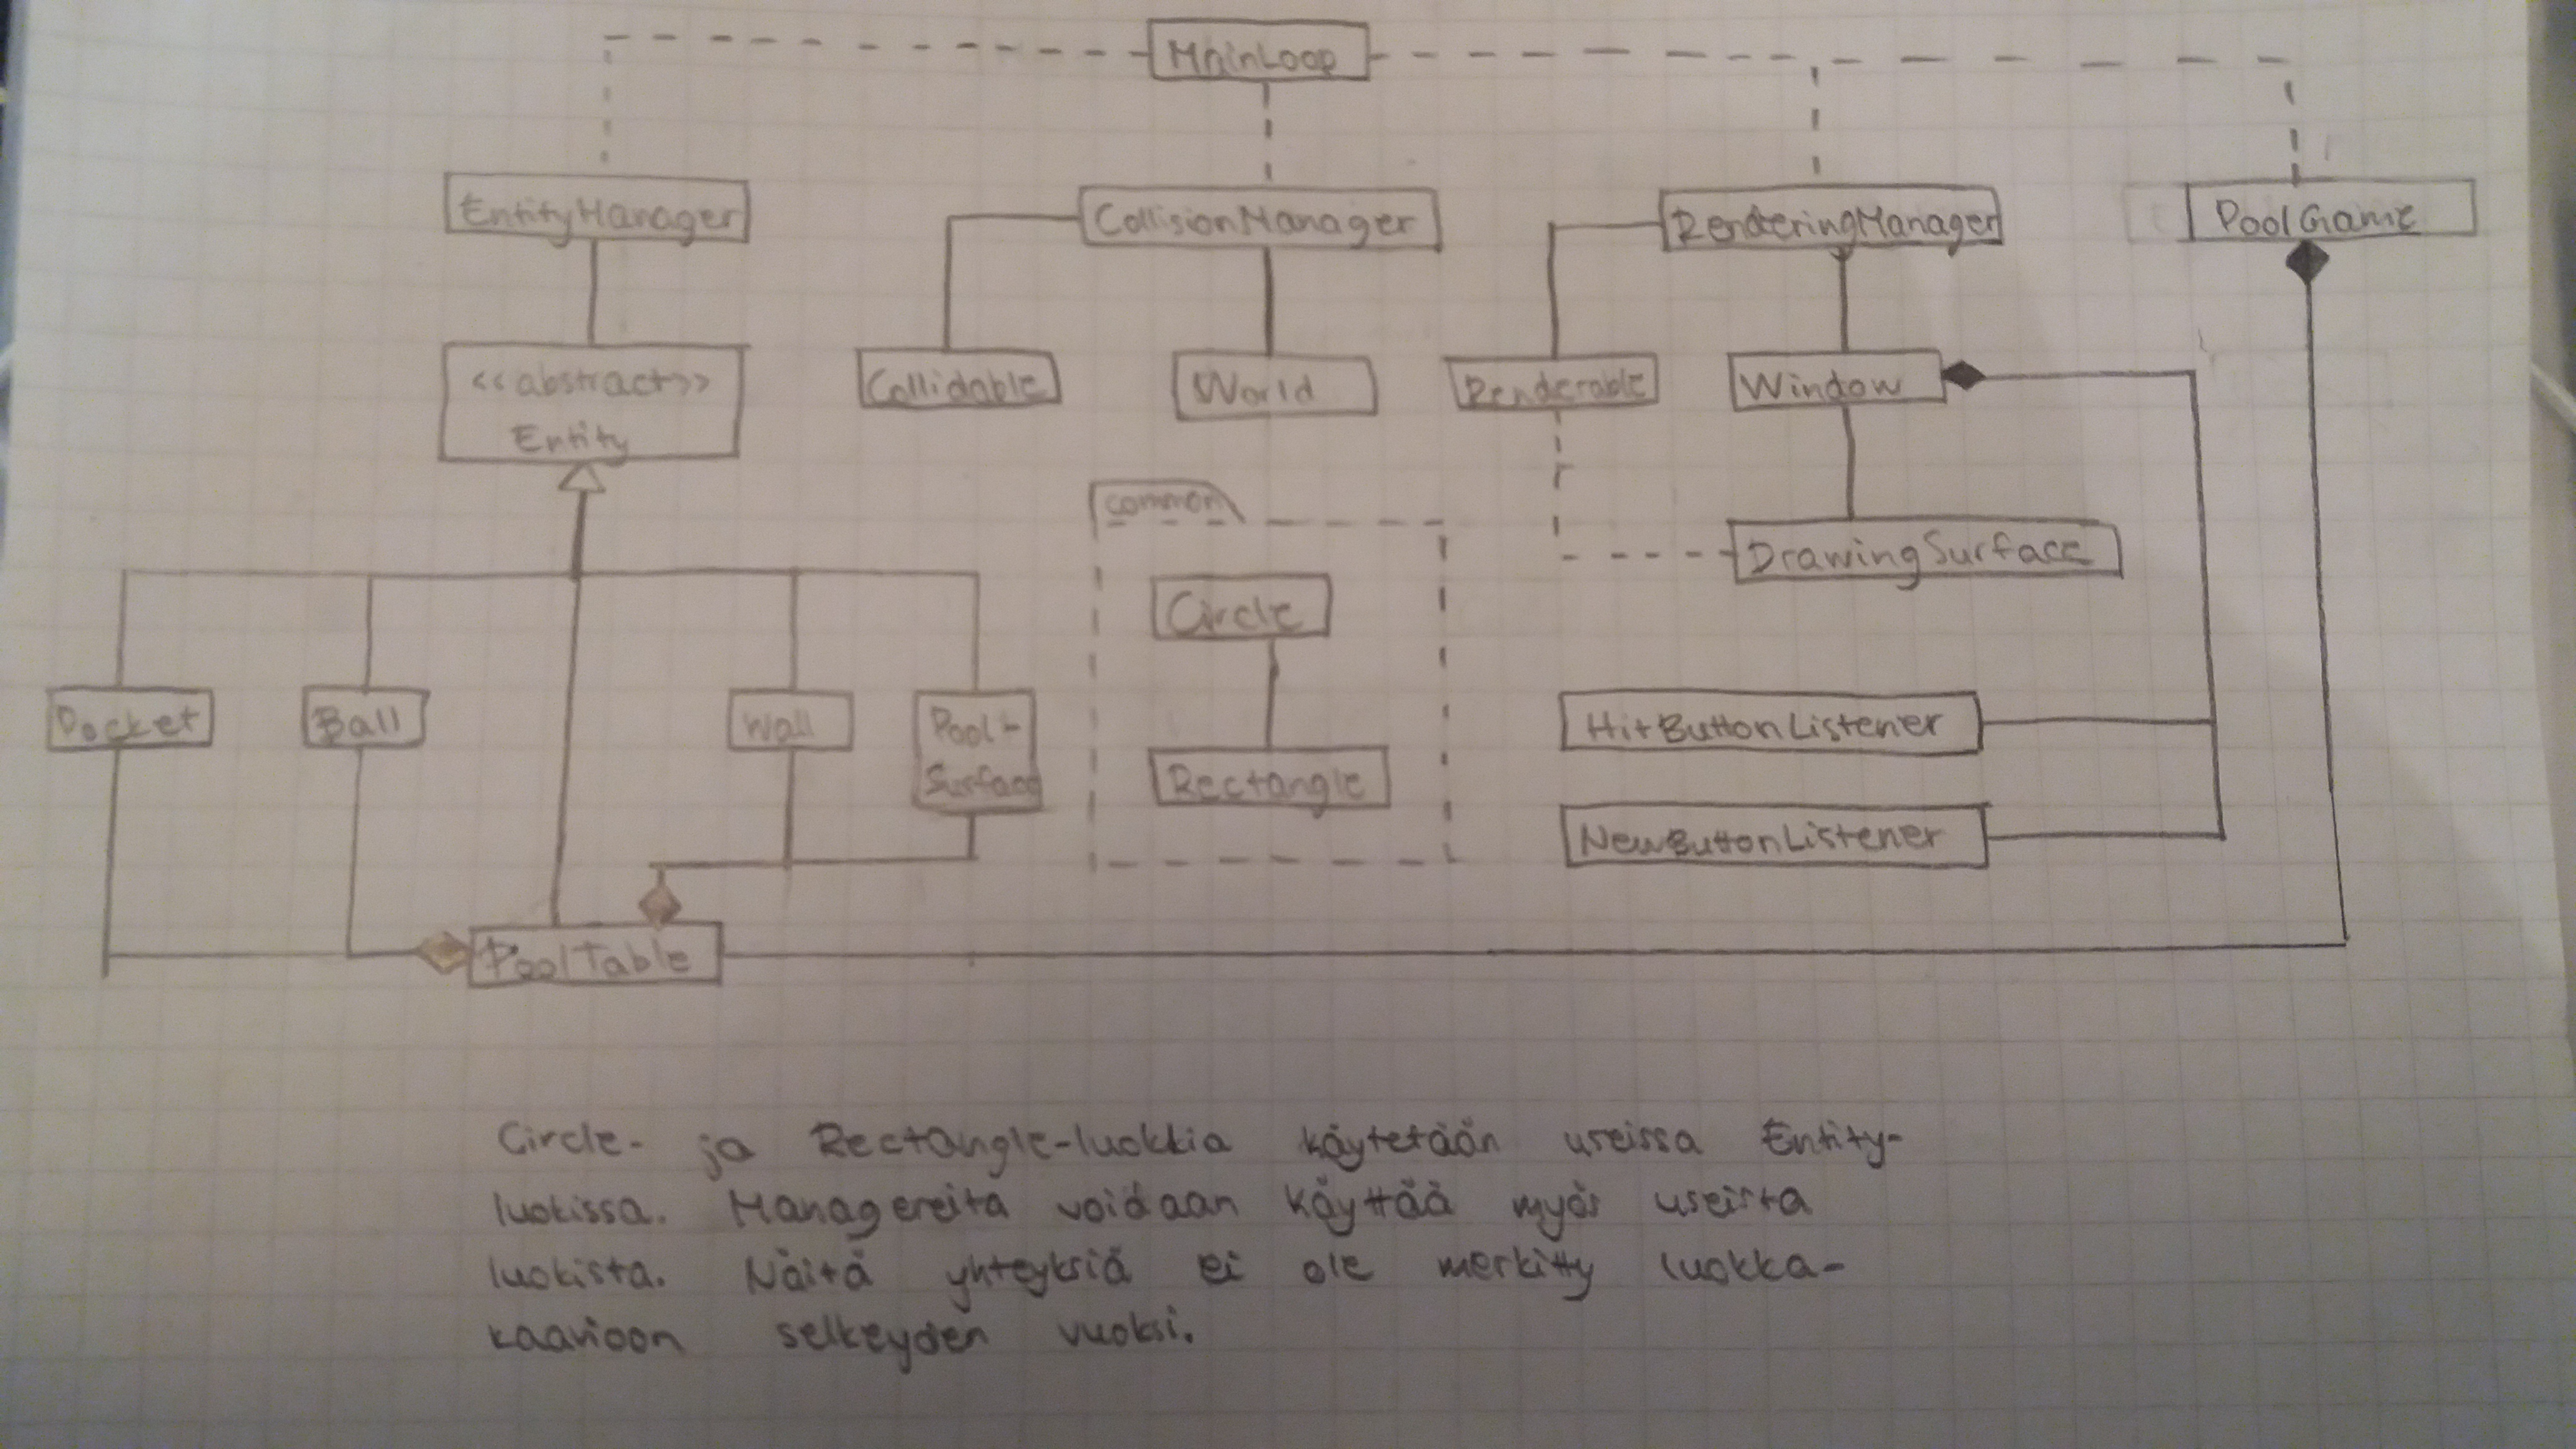 MainLoop
EntityManager
CollisionManager
RenderingManager
PoolGame
<<abstract>>
Entity
Collidable
World
Renderable
Window
common
DrawingSurface
Circle
Pocket
Ball
Wall
Pool-
Surface
HitButtonListener
Rectangle
NewButtonListener
PoolTable
Circle- ja Rectangle-luokkia käytetään useissa Entity-
luokissa. Managereita voidaan käyttää myös useista
luokista. Näitä yhteyksiä ei ole merkitty luokka-
kaavioon selkeyden vuoksi.